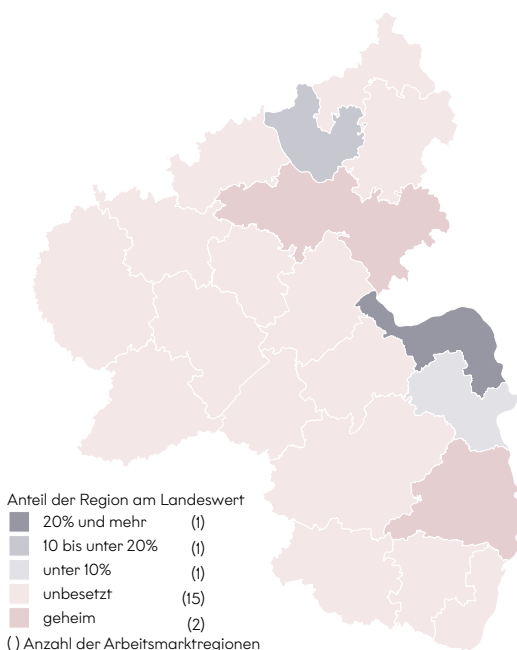 Anteil der Region am Landeswert
20% und mehr (1)
10 bis unter 20% (1)
unter 10% (1)
unbesetzt (15)
geheim (2)
( ) Anzahl der Arbeitsmarktregionen